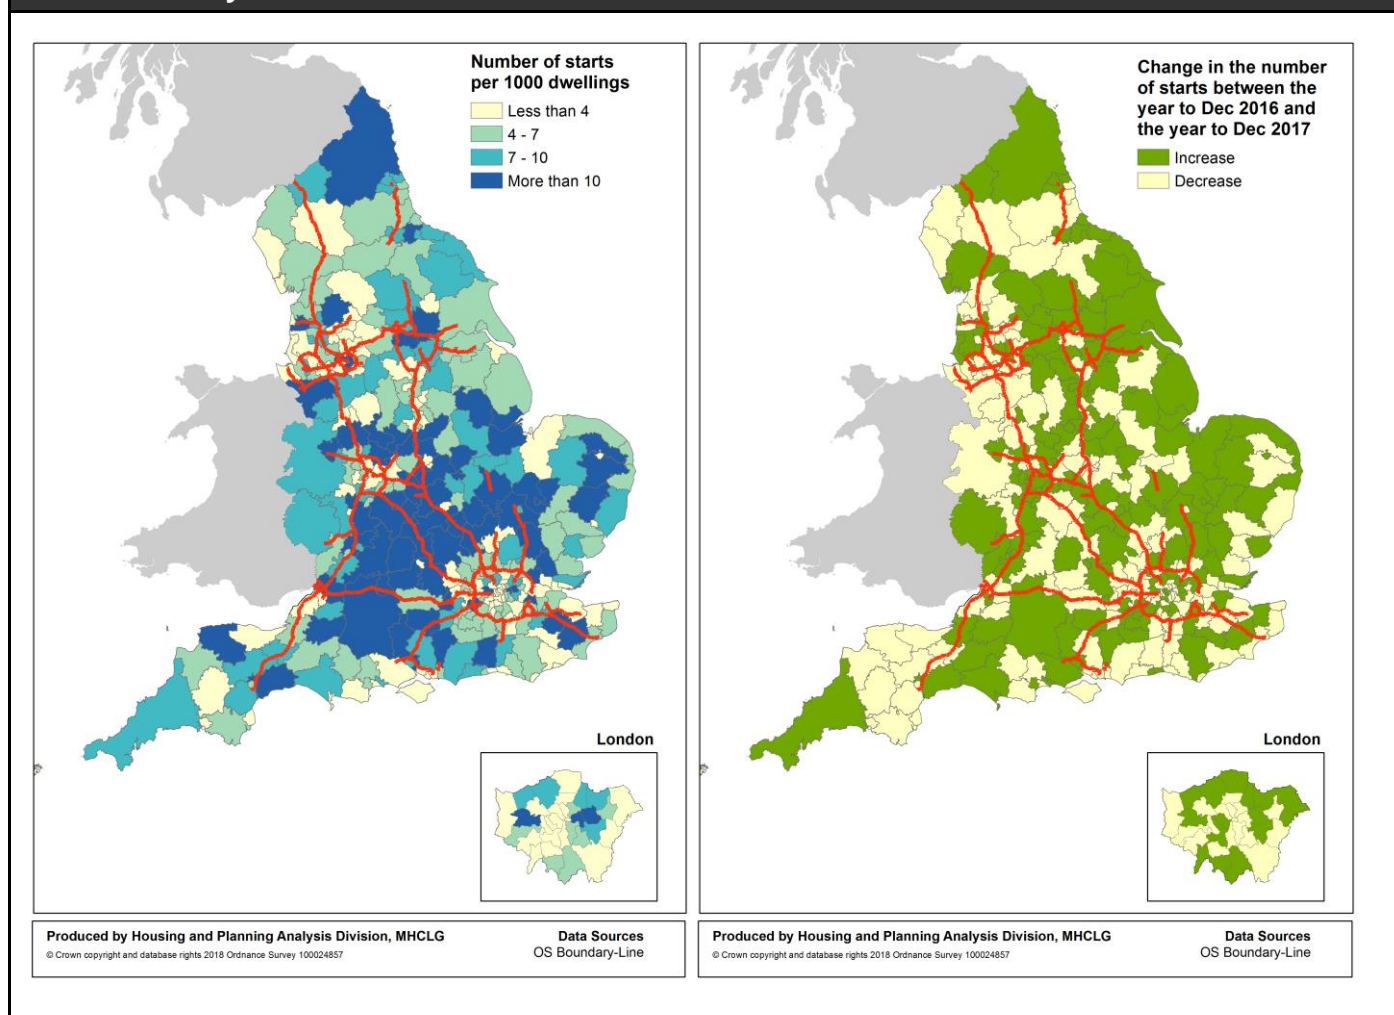 Number of starts
per 1000 dwellings
Less than 4
4 - 7
7 - 10
More than 10
London
Produced by Housing and Planning Analysis Division, MHCLG
© Crown copyright and database rights 2018 Ordnance Survey 100024857
Data Sources
OS Boundary-Line
Change in the number
of starts between the
year to Dec 2016 and
the year to Dec 2017
Increase
Decrease
London
Produced by Housing and Planning Analysis Division, MHCLG
© Crown copyright and database rights 2018 Ordnance Survey 100024857
Data Sources
OS Boundary-Line